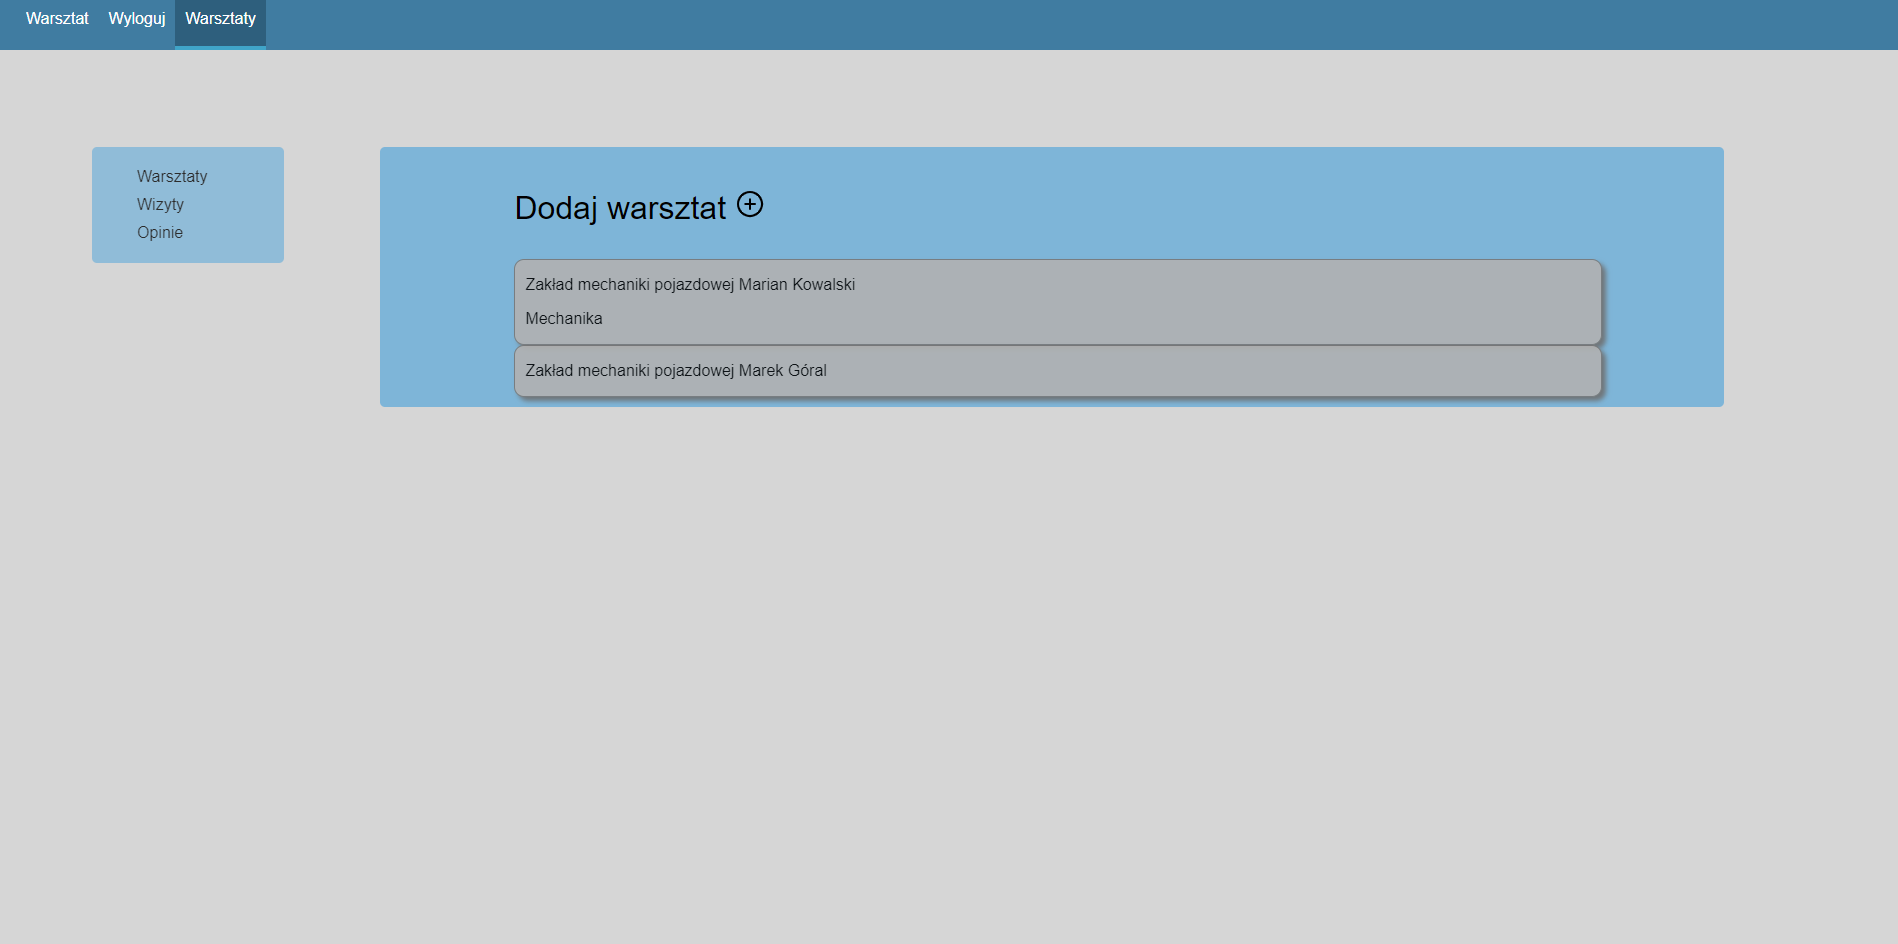 Warsztat Wyloguj Warsztaty
Warsztaty
Wizyty
Opinie
Dodaj warsztat
Zakład mechaniki pojazdowej Marian Kowalski
Mechanika
Zakład mechaniki pojazdowej Marek Góral